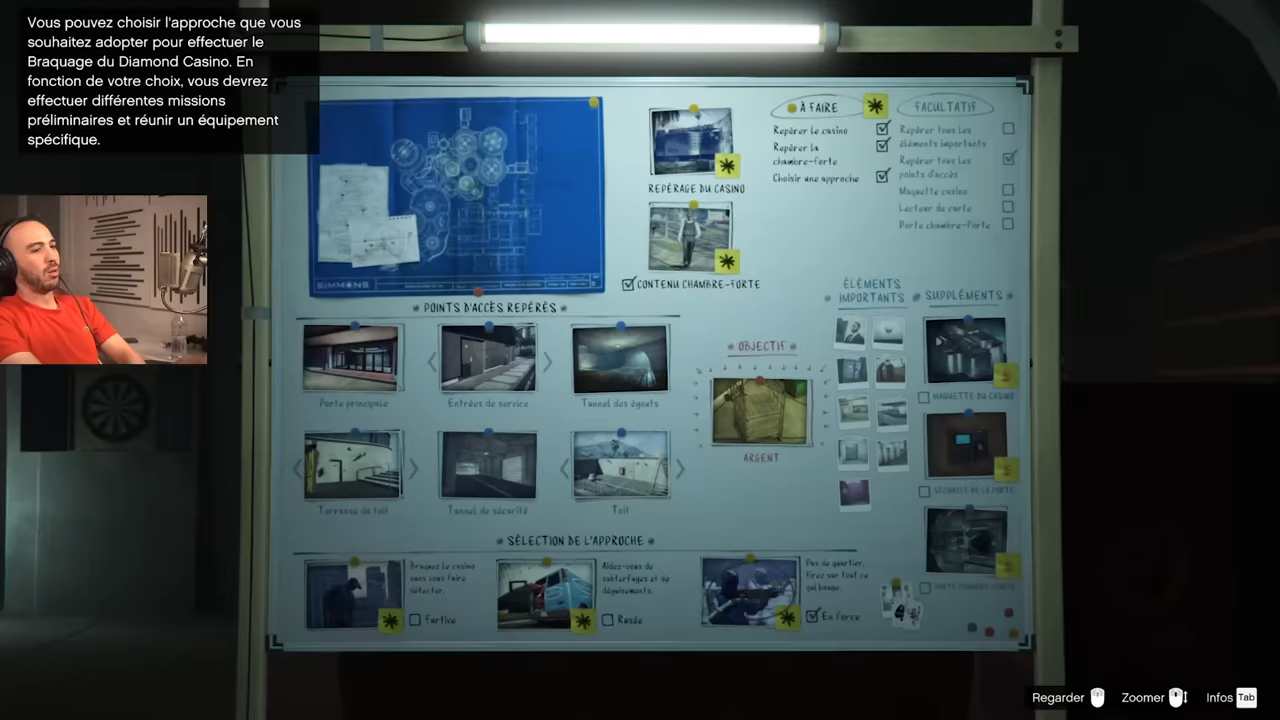 Vous pouvez choisir l'approche que vous
souhaitez adopter pour effectuer le
Braquage du Diamond Casino. En
fonction de votre choix, vous devrez
effectuer différentes missions
préliminaires et réunir un équipement
spécifique.
À FAIRE
FACULTATIF
Repérer le casino
Repérer la
chambre-forte
Choisir une approche
Repérer tous les
éléments importants
Repérer tous les
points d'accès
Maquette casino
Lecteur de carte
Porte chambre-forte
REPÉRAGE DU CASINO
CONTENU CHAMBRE-FORTE
SIMMONS
POINTS D'ACCÈS REPÉRÉS
Porte principale
Entrées de service
Tunnel des égouts
Terrasse du toit
Tunnel de sécurité
Toit
OBJECTIF
ARGENT
ÉLÉMENTS
IMPORTANTS
SUPPLÉMENTS
MAQUETTE DU CASINO
SÉCURITÉ DE LA PORTE
SÉLECTION DE L'APPROCHE
Braquez le casino
sans vous faire
détecter.
Furtive
Aidez-vous de
subterfuges et de
déguisements.
Rusée
Pas de quartier,
tirez sur tout ce
qui bouge.
En force
Regarder
Zoomer
Infos
Tab